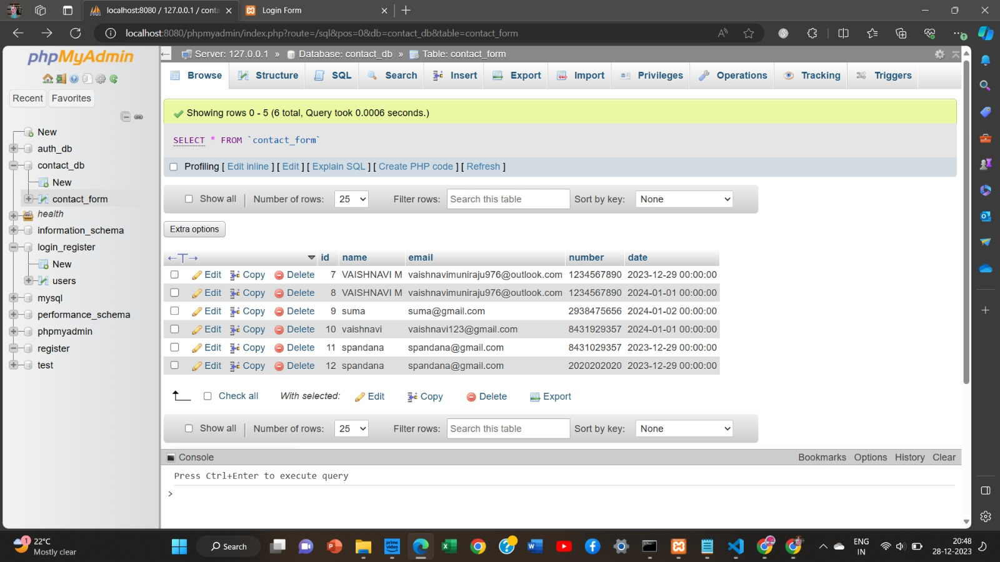 localhost:8080 / 127.0.0.1 / conta
Login Form
localhost:8080/phpmyadmin/index.php?route=/sql&pos=0&db=contact_db&table=contact_form
phpMyAdmin
Recent Favorites
New
auth_db
contact_db
New
contact_form
health
information_schema
login_register
New
users
mysql
performance_schema
phpmyadmin
register
test
Server: 127.0.0.1 » Database: contact_db » Table: contact_form
Browse Structure SQL Search Insert Export Import Privileges Operations Tracking Triggers
Showing rows 0 - 5 (6 total, Query took 0.0006 seconds.)
SELECT * FROM `contact_form`
Profiling [ Edit inline ] [ Edit ] [ Explain SQL ] [ Create PHP code ] [ Refresh ]
Show all Number of rows: 25 Filter rows: Search this table Sort by key: None
Extra options
←T→ id name email number date
Edit Copy Delete 7 VAISHNAVI M vaishnavimuniraju976@outlook.com 1234567890 2023-12-29 00:00:00
Edit Copy Delete 8 VAISHNAVI M vaishnavimuniraju976@outlook.com 1234567890 2024-01-01 00:00:00
Edit Copy Delete 9 suma suma@gmail.com 2938475656 2024-01-02 00:00:00
Edit Copy Delete 10 vaishnavi vaishnavi123@gmail.com 8431929357 2024-01-01 00:00:00
Edit Copy Delete 11 spandana spandana@gmail.com 8431029357 2023-12-29 00:00:00
Edit Copy Delete 12 spandana spandana@gmail.com 2020202020 2023-12-29 00:00:00
Check all With selected: Edit Copy Delete Export
Show all Number of rows: 25 Filter rows: Search this table Sort by key: None
Console Bookmarks Options History Clear
Press Ctrl+Enter to execute query
>
1 22°C
Mostly clear
Search
prime video
ENG
IN
20:48
28-12-2023